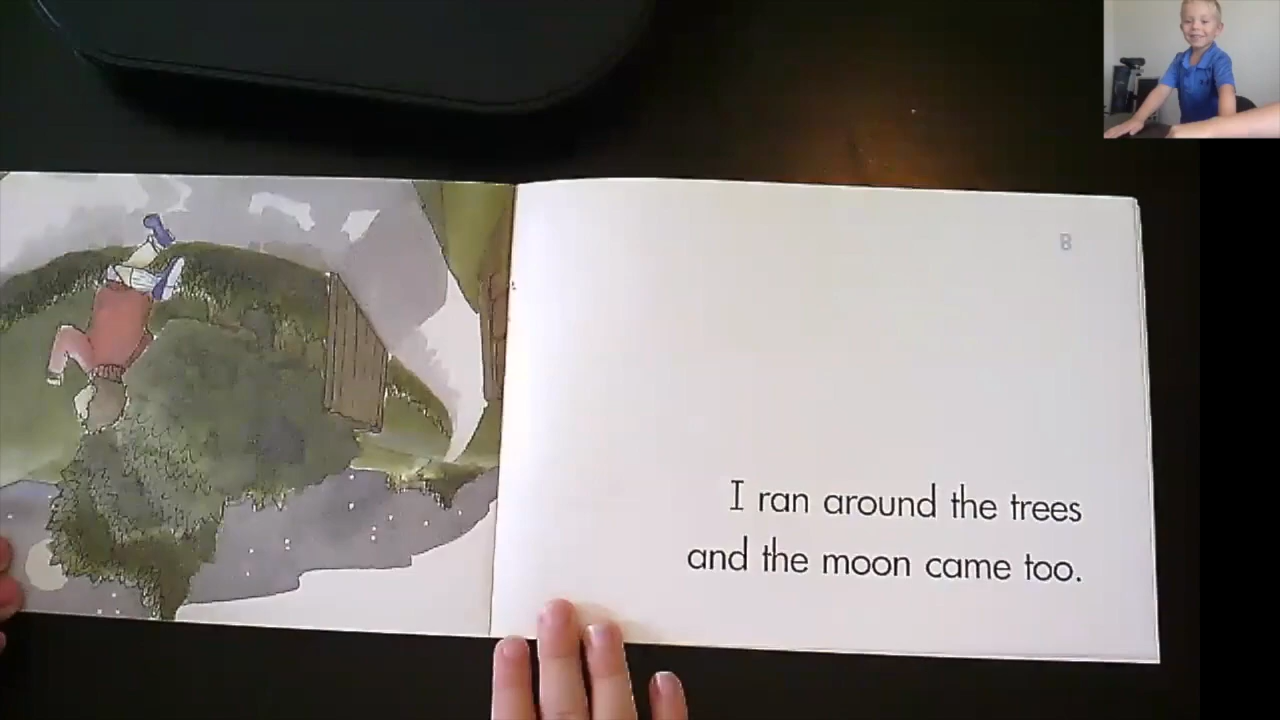 8
I ran around the trees
and the moon came too.